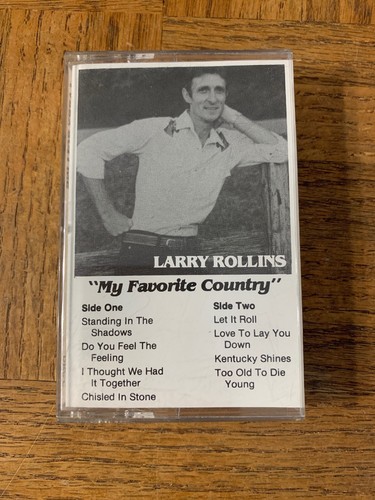 LARRY ROLLINS
"My Favorite Country"
Side One
Standing In The
Shadows
Do You Feel The
Feeling
I Thought We Had
It Together
Chisled In Stone
Side Two
Let It Roll
Love To Lay You
Down
Kentucky Shines
Too Old To Die
Young